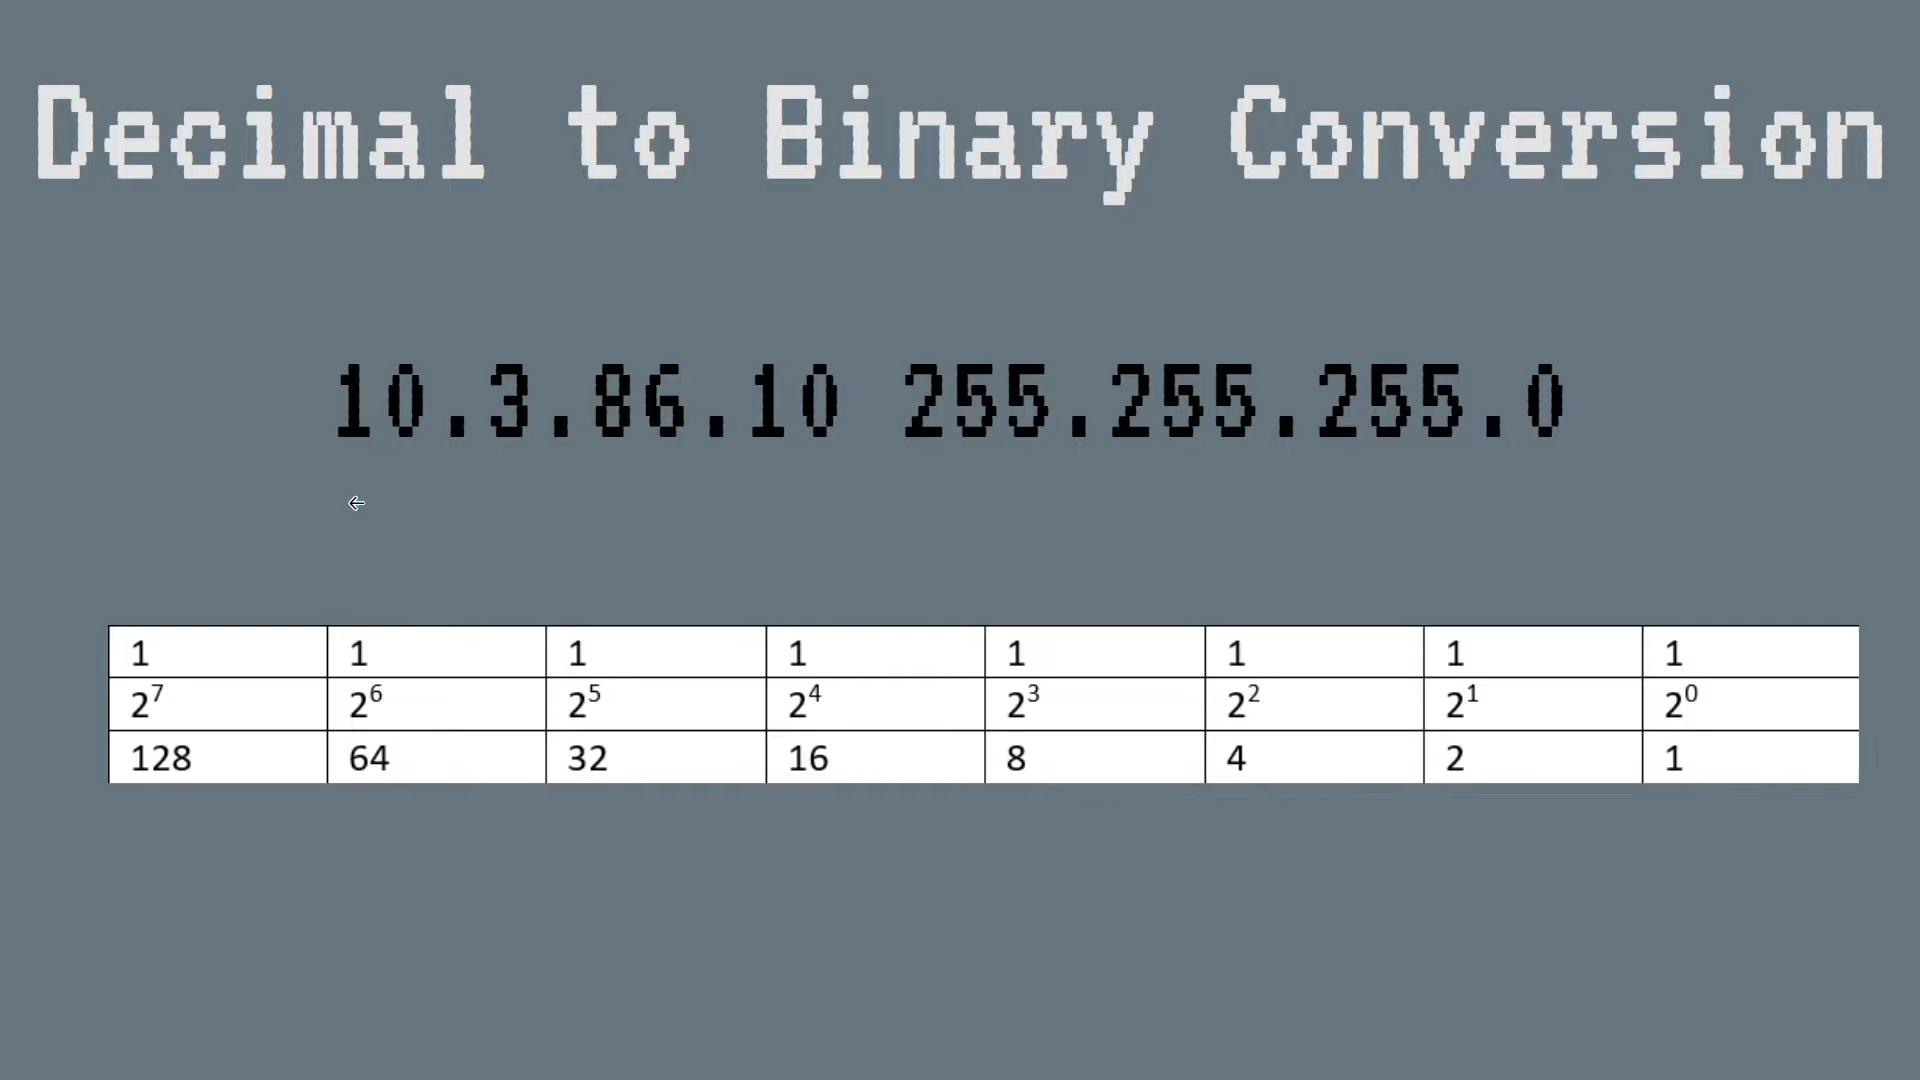 Decimal to Binary Conversion
10.3.86.10 255.255.255.0
1 1 1 1 1 1 1 1
2⁷ 2⁶ 2⁵ 2⁴ 2³ 2² 2¹ 2⁰
128 64 32 16 8 4 2 1